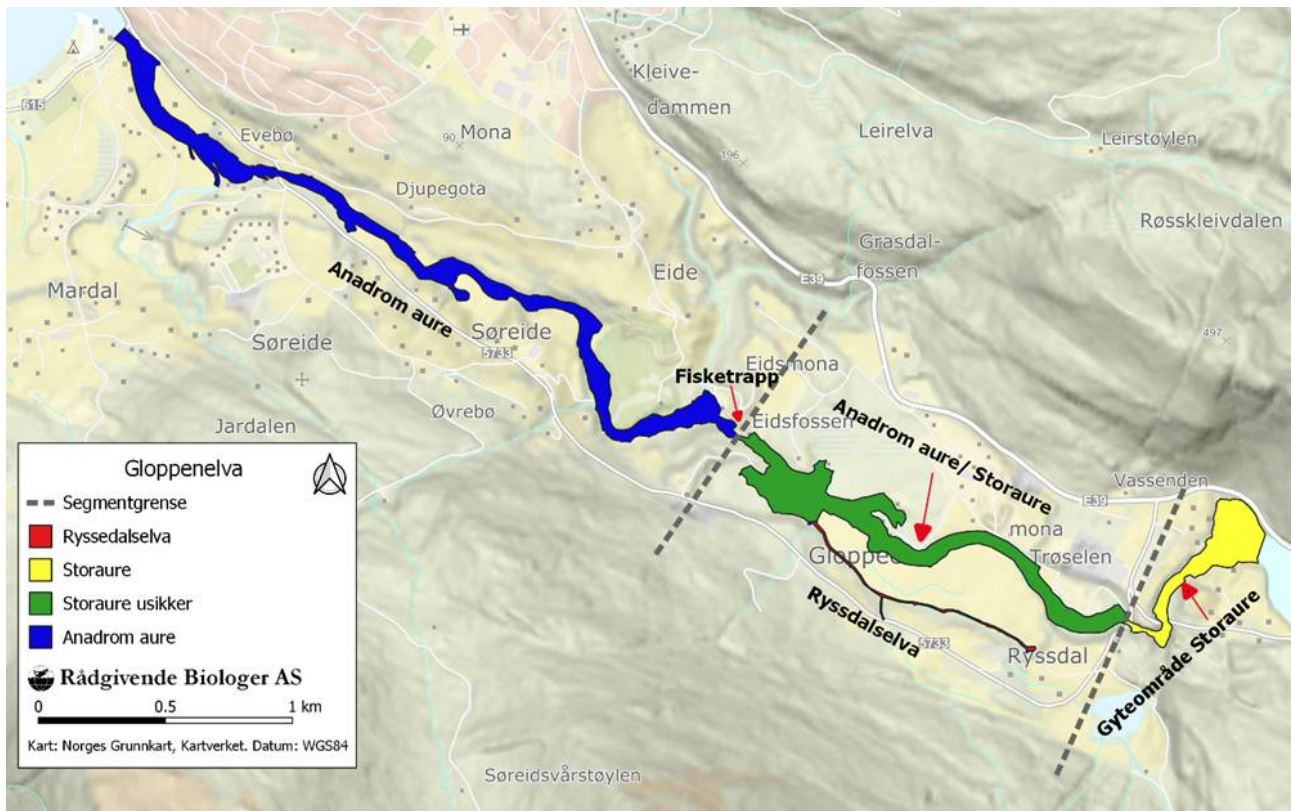 615
Evebø
90
Mona
Kleive-
dammen
Leirelva
196
Leirstøylen
Djupegota
Røsskleivdalen
Grasdal-
fossen
E39
Eide
Mardal
Anadrom aure
Søreide
Søreide
5733
497
Eidsmona
Fisketrapp
Eidsfossen
Øvrebø
Jardalen
Anadrom aure/ Storaure
Vassenden
E39
mona
Trøselen
Ryssdalselva
5733
Ryssdal
Gyteområde Storaure
Søreidsvårstøylen
Gloppenelva
Segmentgrense
Ryssedalselva
Storaure
Storaure usikker
Anadrom aure
Rådgivende Biologer AS
0 0.5 1 km
Kart: Norges Grunnkart, Kartverket. Datum: WGS84